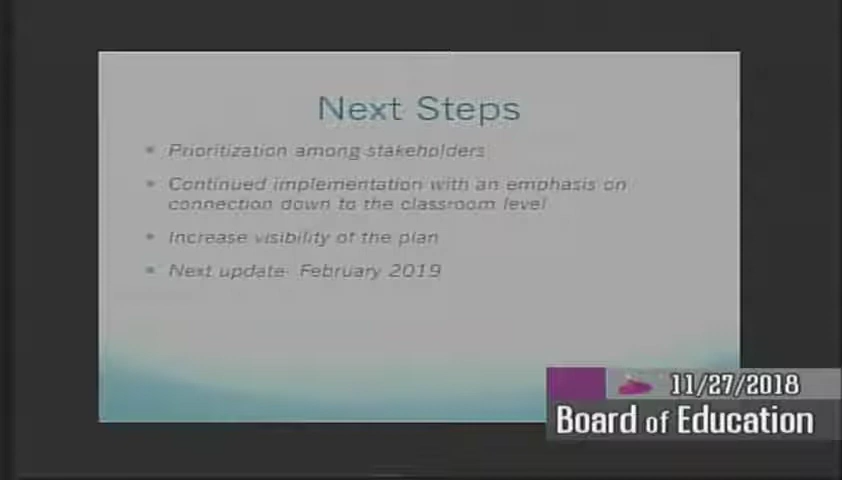 Next Steps
Prioritization among stakeholders
Continued implementation with an emphasis on
connection down to the classroom level
Increase visibility of the plan
Next update- February 2019
11/27/2018
Board of Education